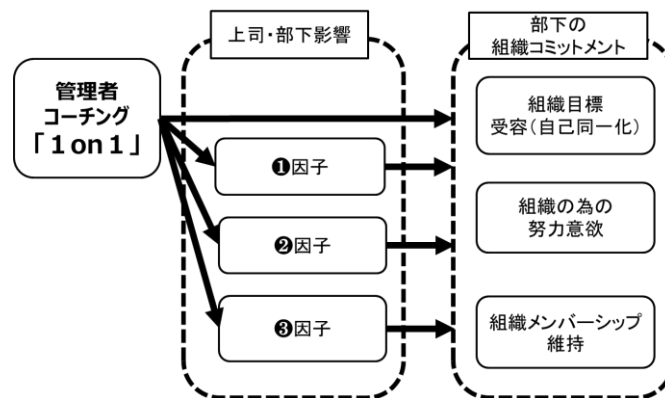 上司・部下影響
部下の
組織コミットメント
管理者
コーチング
「１on１」
❶因子
❷因子
❸因子
組織目標
受容(自己同一化)
組織の為の
努力意欲
組織メンバーシップ
維持